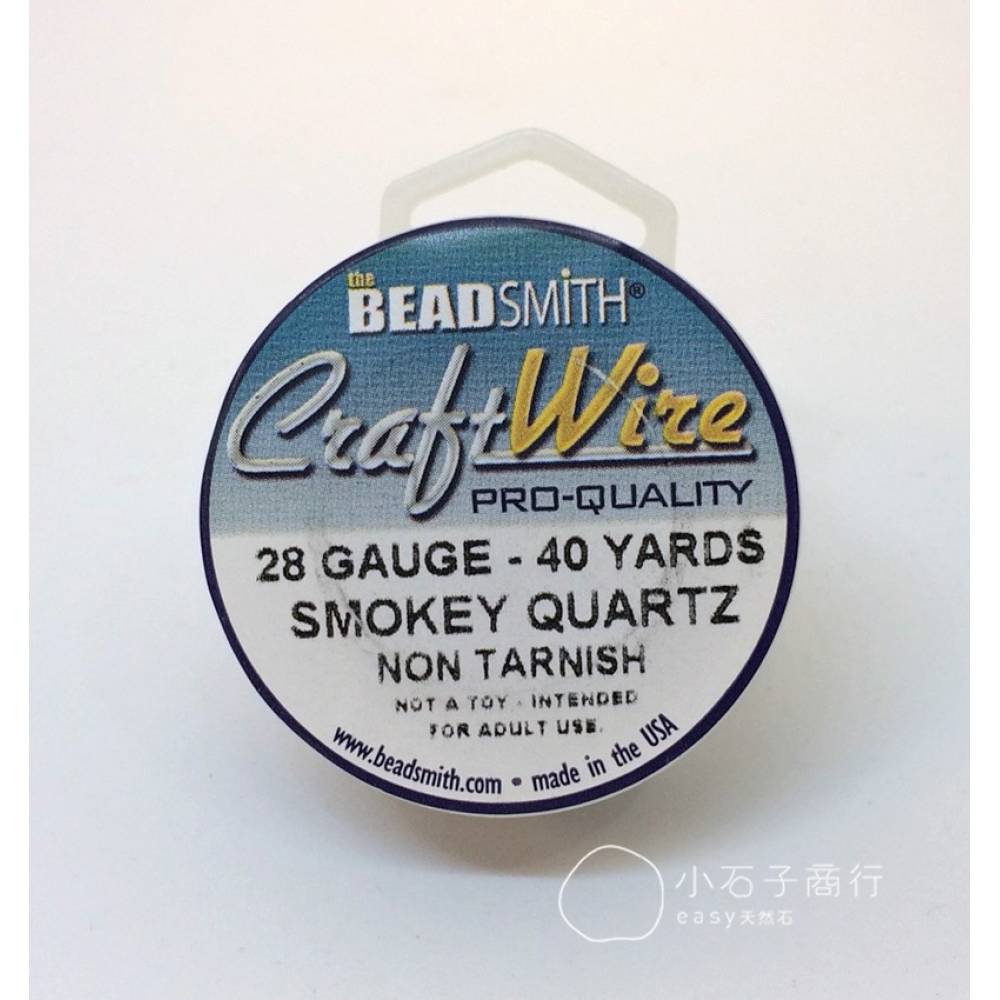 the
BEADSMiTH®
CraftWire
PRO-QUALITY
28 GAUGE - 40 YARDS
SMOKEY QUARTZ
NON TARNISH
NOT A TOY - INTENDED
FOR ADULT USE.
www.beadsmith.com • made in the USA
小石子商行
easy天然石